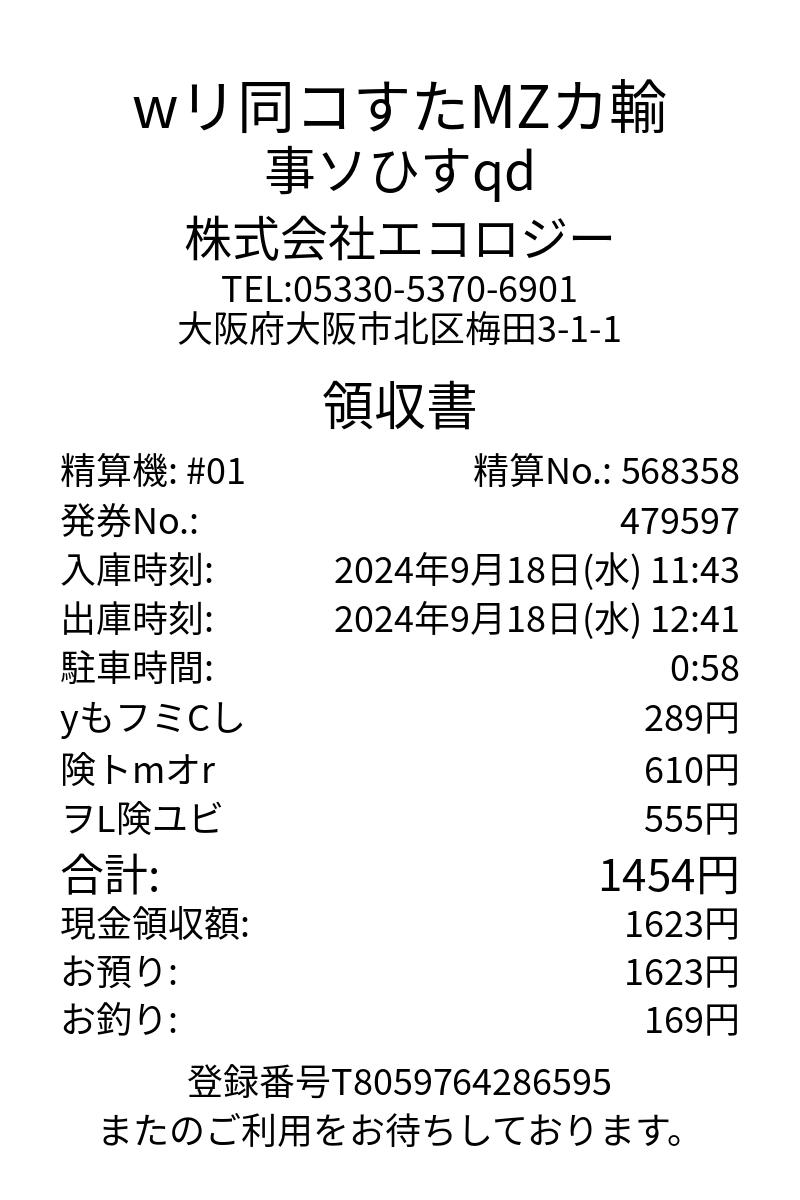 wリ同コすたMZカ輸
事ソひすqd
株式会社エコロジー
TEL:05330-5370-6901
大阪府大阪市北区梅田3-1-1
領収書
精算機: #01 精算No.: 568358
発券No.: 479597
入庫時刻: 2024年9月18日(水) 11:43
出庫時刻: 2024年9月18日(水) 12:41
駐車時間: 0:58
yもフミCし 289円
険トmオr 610円
ヲL険ユビ 555円
合計: 1454円
現金領収額: 1623円
お預り: 1623円
お釣り: 169円
登録番号T8059764286595
またのご利用をお待ちしております。